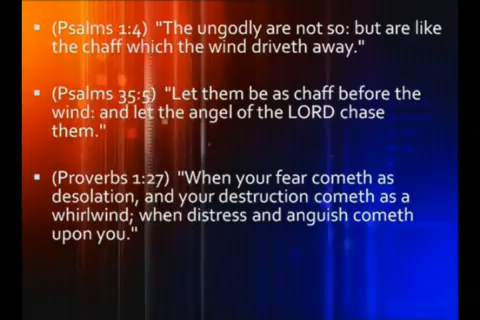 (Psalms 1:4) "The ungodly are not so: but are like
the chaff which the wind driveth away."
(Psalms 35:5) "Let them be as chaff before the
wind: and let the angel of the LORD chase
them."
(Proverbs 1:27) "When your fear cometh as
desolation, and your destruction cometh as a
whirlwind; when distress and anguish cometh
upon you."